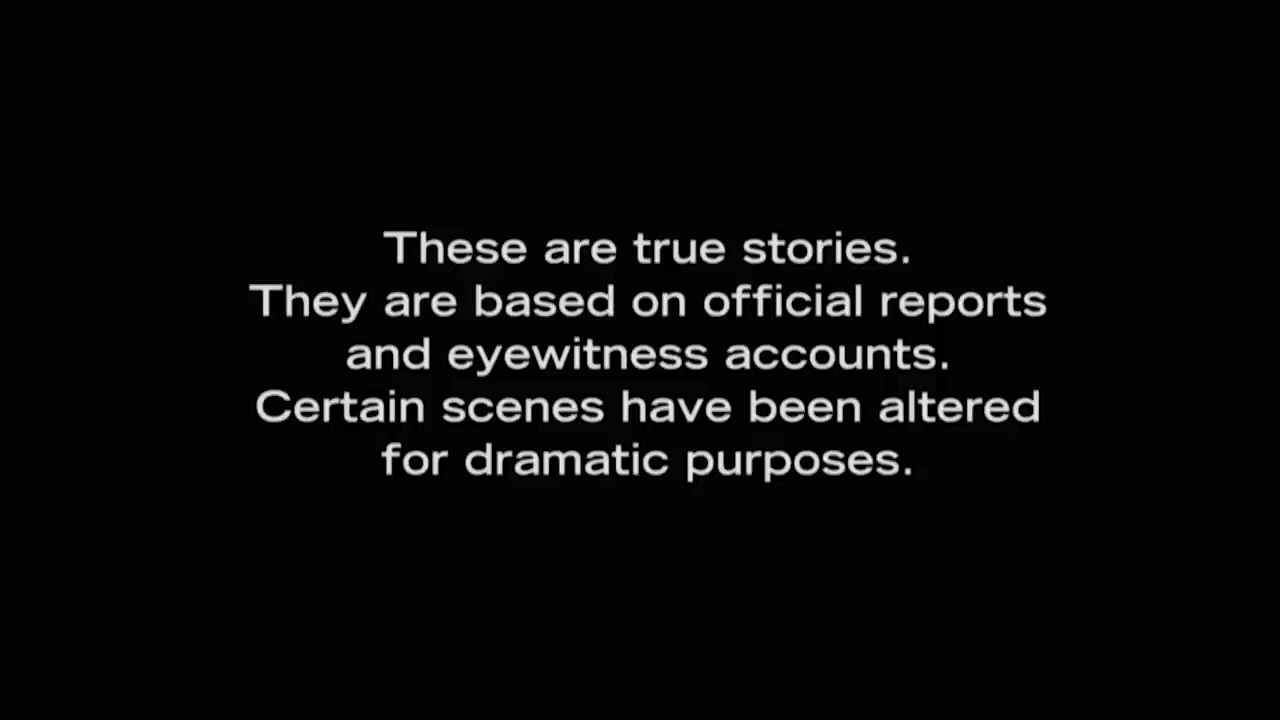 These are true stories.
They are based on official reports
and eyewitness accounts.
Certain scenes have been altered
for dramatic purposes.